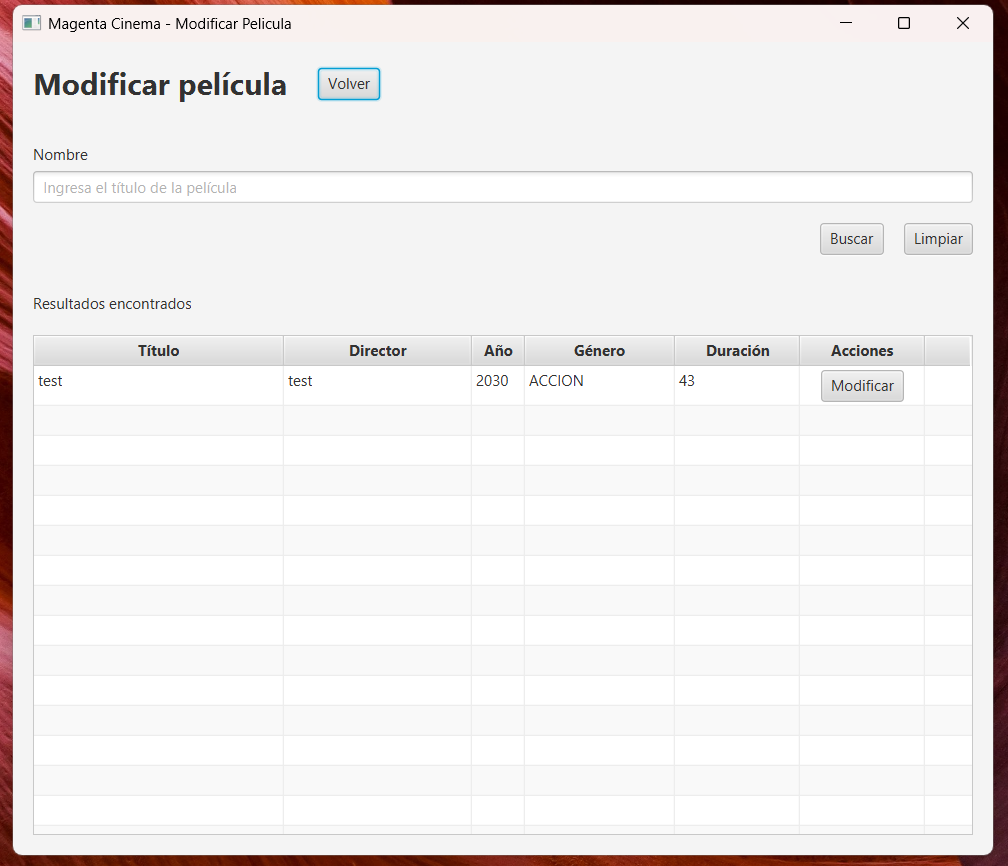 Magenta Cinema - Modificar Pelicula
Modificar película
Volver
Nombre
Ingresa el título de la película
Buscar
Limpiar
Resultados encontrados
Título Director Año Género Duración Acciones
test test 2030 ACCION 43 Modificar